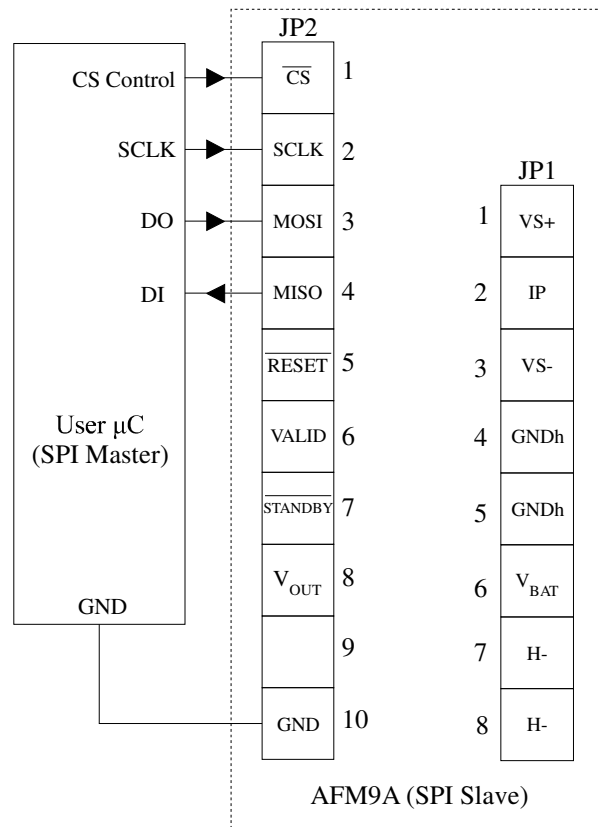 JP2
CS Control
CS
1
SCLK
SCLK
2
DO
MOSI
3
DI
MISO
4
RESET
5
User µC
(SPI Master)
VALID
6
STANDBY
7
VOUT
8
GND
9
GND
10
JP1
1
VS+
2
IP
3
VS-
4
GNDh
5
GNDh
6
VBAT
7
H-
8
H-
AFM9A (SPI Slave)